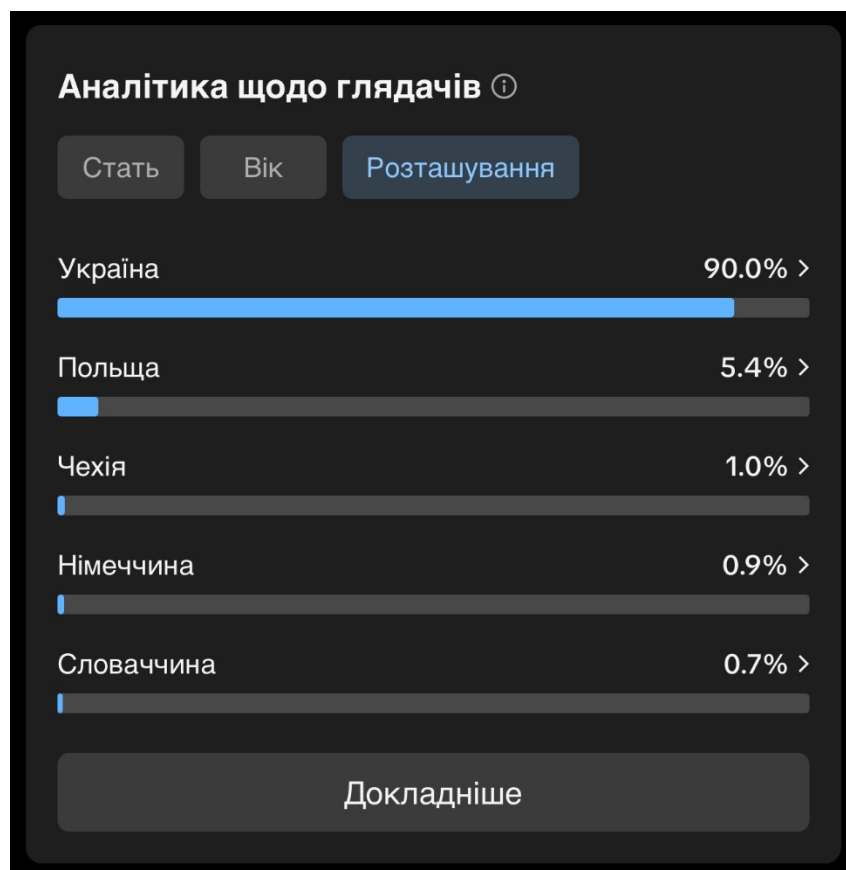 Аналітика щодо глядачів
Стать Вік Розташування
Україна 90.0% >
Польща 5.4% >
Чехія 1.0% >
Німеччина 0.9% >
Словаччина 0.7% >
Докладніше